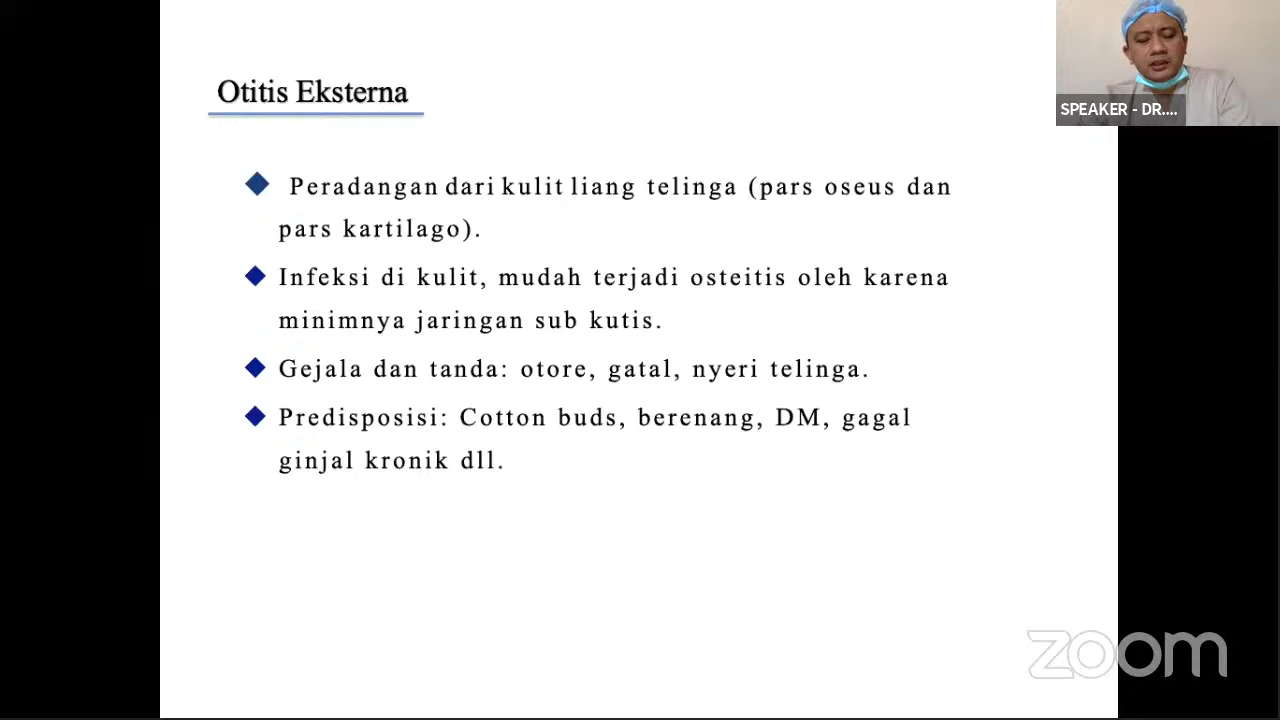 Otitis Eksterna
SPEAKER - DR....
Peradangan dari kulit liang telinga (pars oseus dan
pars kartilago).
Infeksi di kulit, mudah terjadi osteitis oleh karena
minimnya jaringan sub kutis.
Gejala dan tanda: otore, gatal, nyeri telinga.
Predisposisi: Cotton buds, berenang, DM, gagal
ginjal kronik dll.
zoom